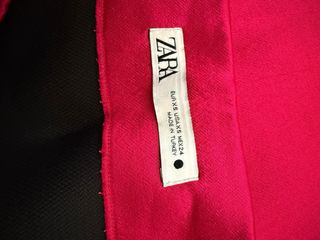 ZARA
EUR XS USA XS MEX 24
MADE IN
TURKEY